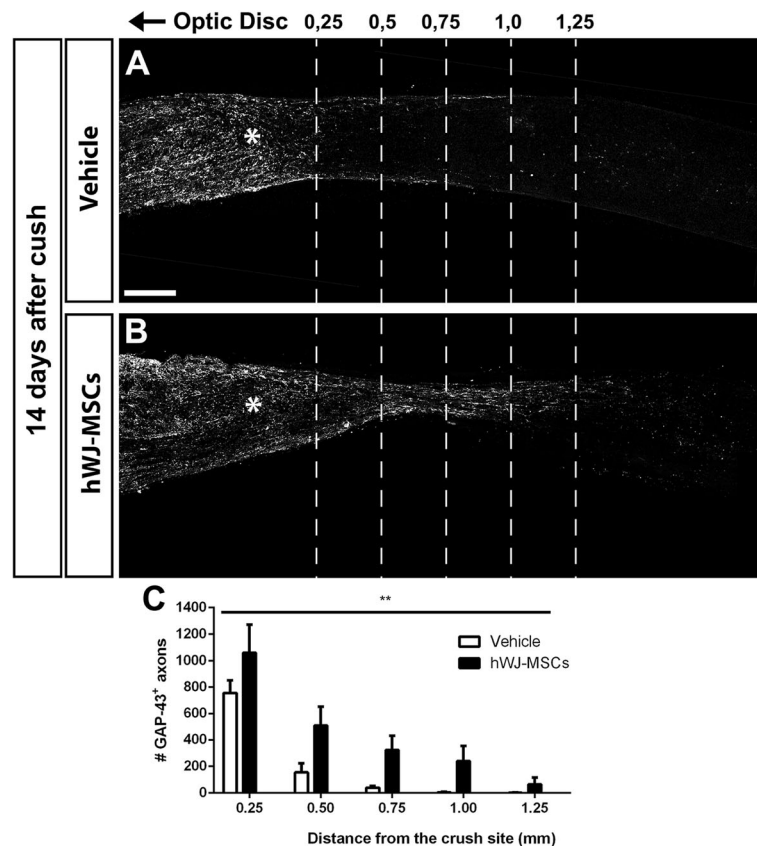 ← Optic Disc 0,25 0,5 0,75 1,0 1,25
14 days after cush
Vehicle
A
*
hWJ-MSCs
B
*
C
**
Vehicle
hWJ-MSCs
# GAP-43⁺ axons
1400
1200
1000
800
600
400
200
0
0.25 0.50 0.75 1.00 1.25
Distance from the crush site (mm)